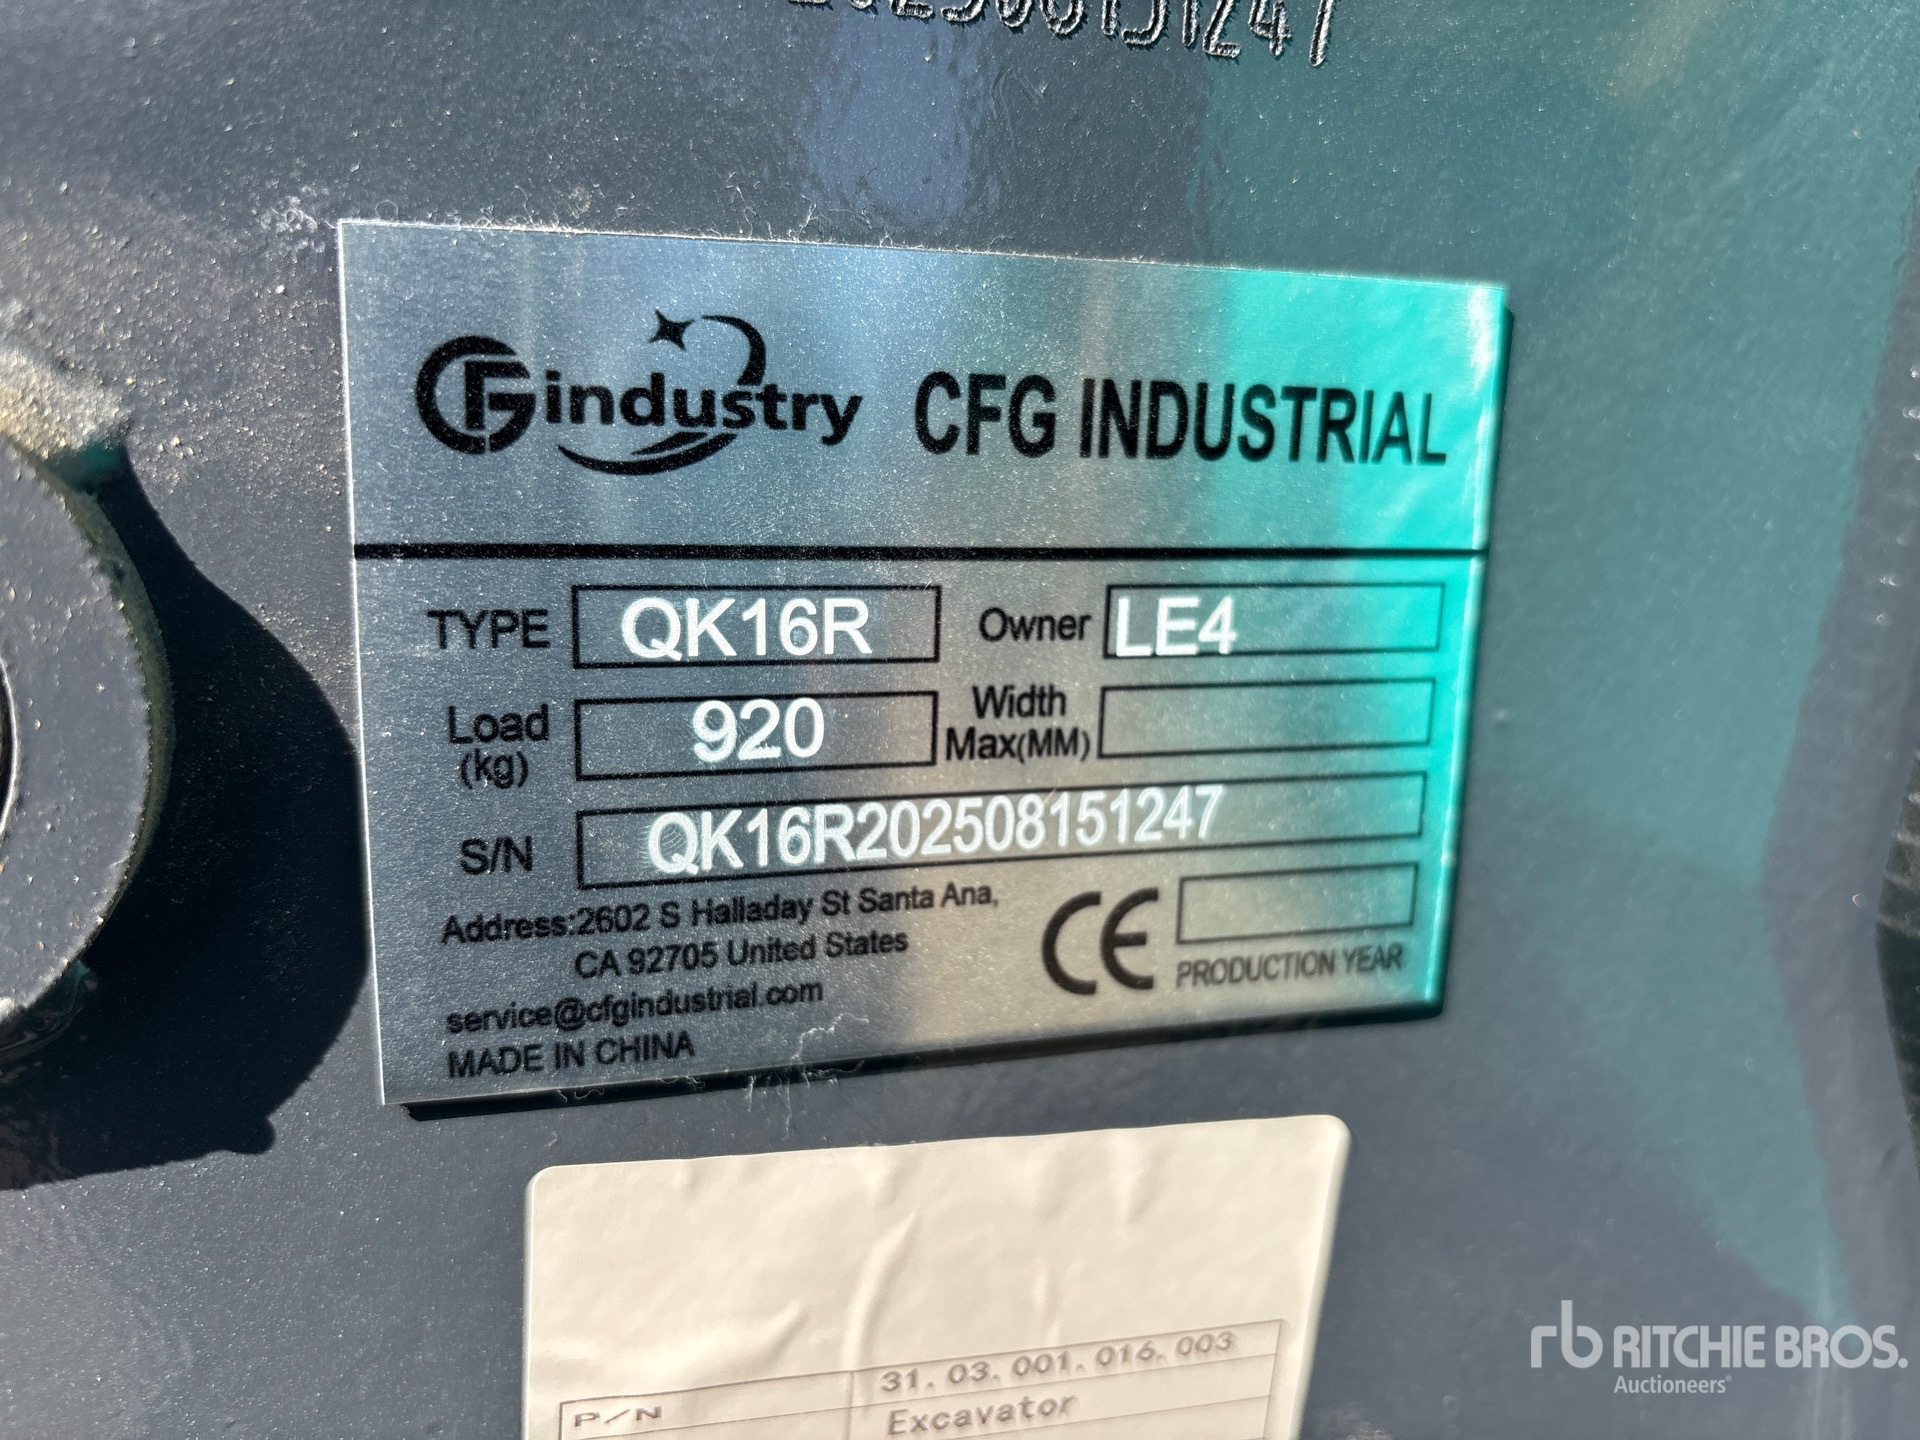 CFG industry CFG INDUSTRIAL
TYPE QK16R Owner LE4
Load (kg) 920 Width Max(MM)
S/N QK16R202508151247
Address:2602 S Halladay St Santa Ana,
CA 92705 United States
service@cfgindustrial.com
MADE IN CHINA
CE PRODUCTION YEAR
31.03.001.016.003
P/N
Excavator
rb RITCHIE BROS.
Auctioneers